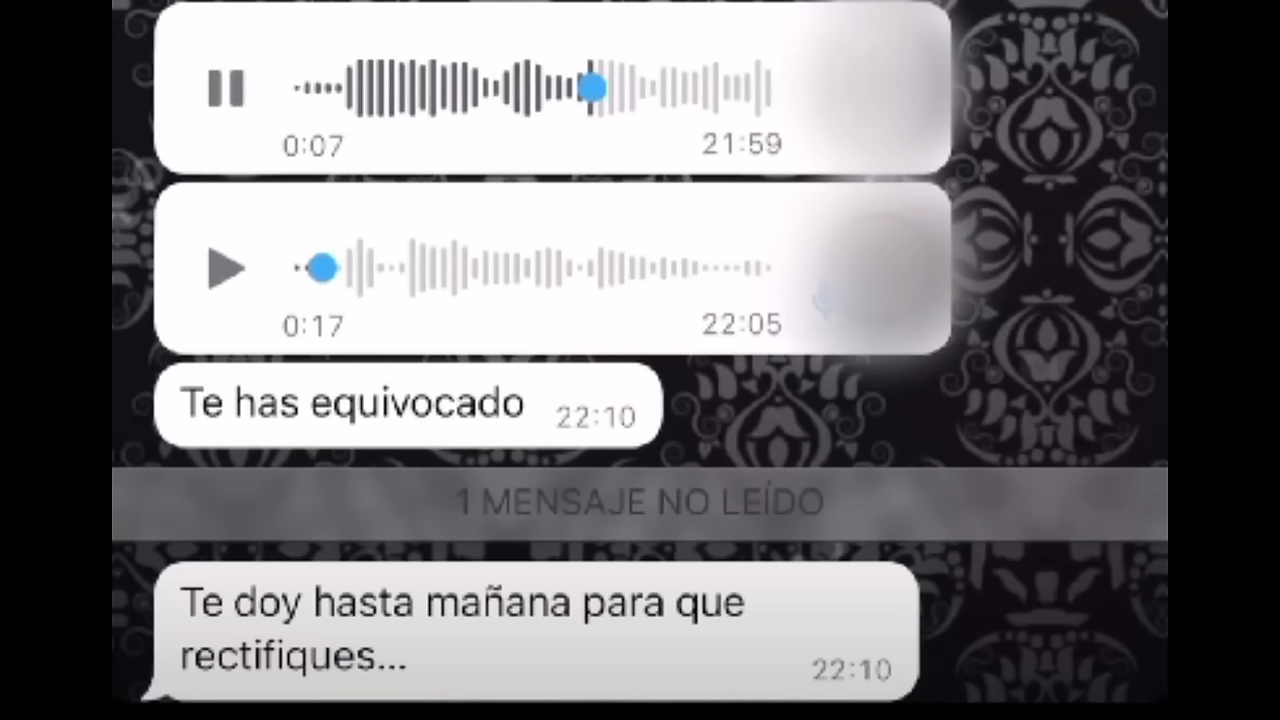 0:07 21:59
0:17 22:05
Te has equivocado 22:10
1 MENSAJE NO LEÍDO
Te doy hasta mañana para que
rectifiques... 22:10